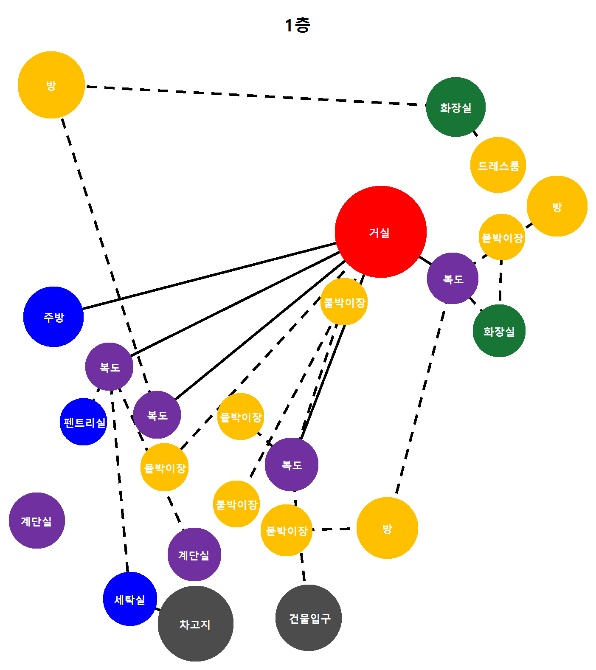 1층
방
화장실
드레스룸
방
거실
붙박이장
복도
붙박이장
주방
화장실
복도
복도
붙박이장
펜트리실
복도
붙박이장
붙박이장
계단실
붙박이장
방
계단실
세탁실
차고지
건물입구